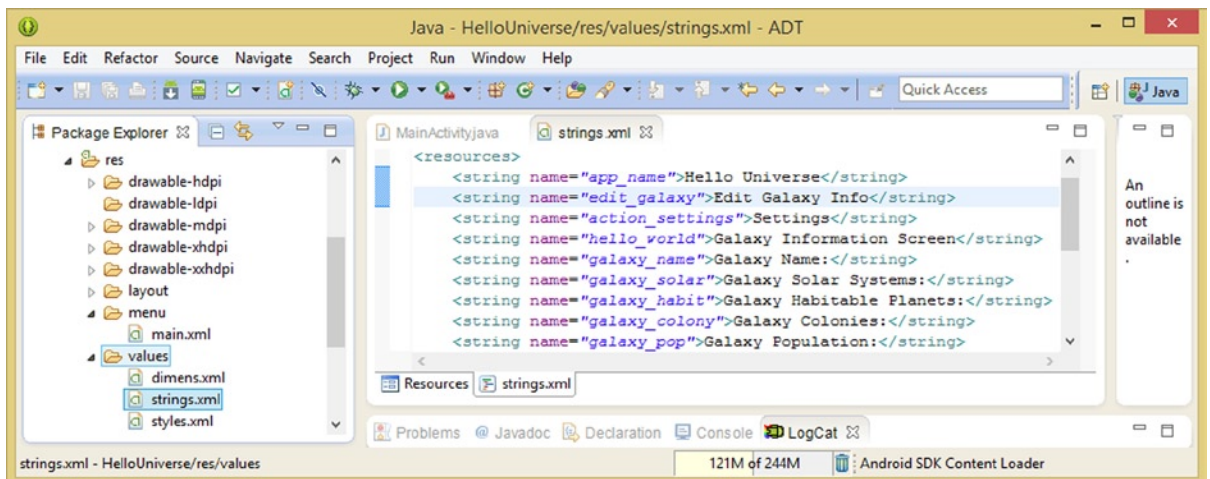 Java - HelloUniverse/res/values/strings.xml - ADT
File Edit Refactor Source Navigate Search Project Run Window Help
Quick Access
Java
Package Explorer
res
drawable-hdpi
drawable-ldpi
drawable-mdpi
drawable-xhdpi
drawable-xxhdpi
layout
menu
main.xml
values
dimens.xml
strings.xml
styles.xml
MainActivity.java strings.xml
<resources>
<string name="app_name">Hello Universe</string>
<string name="edit_galaxy">Edit Galaxy Info</string>
<string name="action_settings">Settings</string>
<string name="hello_world">Galaxy Information Screen</string>
<string name="galaxy_name">Galaxy Name:</string>
<string name="galaxy_solar">Galaxy Solar Systems:</string>
<string name="galaxy_habit">Galaxy Habitable Planets:</string>
<string name="galaxy_colony">Galaxy Colonies:</string>
<string name="galaxy_pop">Galaxy Population:</string>
Resources strings.xml
An
outline is
not
available
.
Problems @ Javadoc Declaration Console LogCat
strings.xml - HelloUniverse/res/values
121M of 244M
Android SDK Content Loader